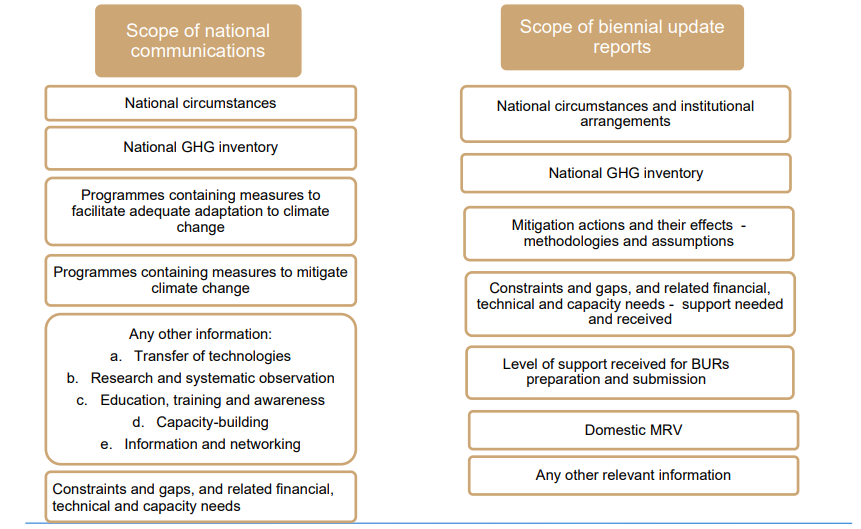 Scope of national
communications
National circumstances
National GHG inventory
Programmes containing measures to
facilitate adequate adaptation to climate
change
Programmes containing measures to mitigate
climate change
Any other information:
a. Transfer of technologies
b. Research and systematic observation
c. Education, training and awareness
d. Capacity-building
e. Information and networking
Constraints and gaps, and related financial,
technical and capacity needs
Scope of biennial update
reports
National circumstances and institutional
arrangements
National GHG inventory
Mitigation actions and their effects -
methodologies and assumptions
Constraints and gaps, and related financial,
technical and capacity needs - support needed
and received
Level of support received for BURs
preparation and submission
Domestic MRV
Any other relevant information